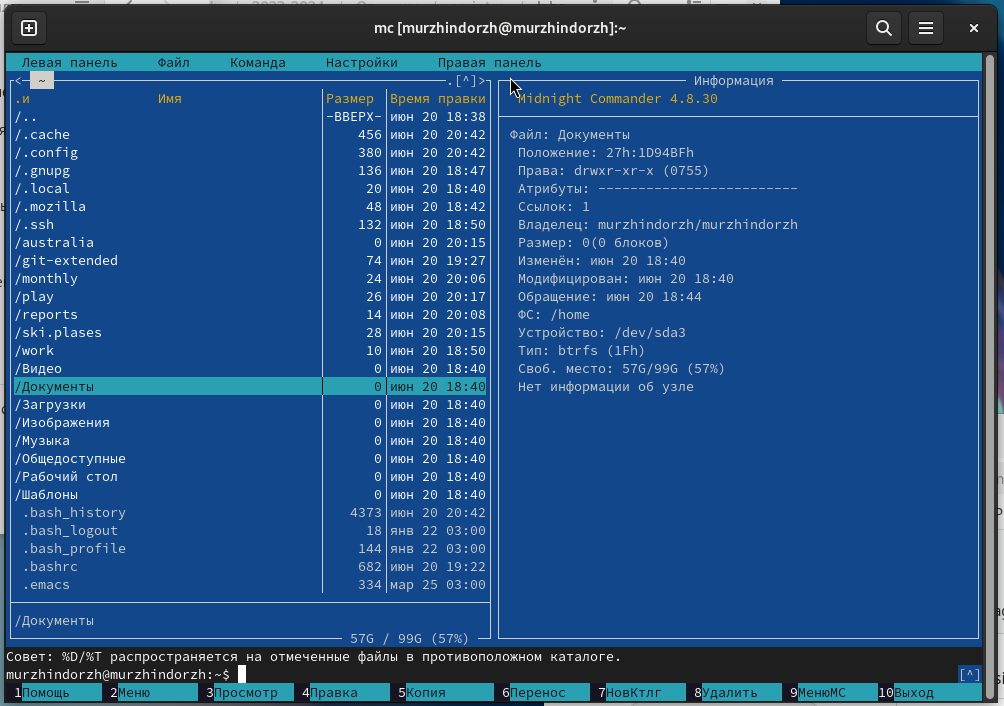 mc [murzhindorzh@murzhindorzh]:~
Левая панель Файл Команда Настройки Правая панель
<─ ~ .[^]>
.и Имя Размер Время правки
/.. -ВВЕРХ- июн 20 18:38
/.cache 456 июн 20 20:42
/.config 380 июн 20 20:42
/.gnupg 136 июн 20 18:47
/.local 20 июн 20 18:40
/.mozilla 48 июн 20 18:42
/.ssh 132 июн 20 18:50
/australia 0 июн 20 20:15
/git-extended 74 июн 20 19:27
/monthly 24 июн 20 20:06
/play 26 июн 20 20:17
/reports 14 июн 20 20:08
/ski.plases 28 июн 20 20:15
/work 10 июн 20 18:50
/Видео 0 июн 20 18:40
/Документы 0 июн 20 18:40
/Загрузки 0 июн 20 18:40
/Изображения 0 июн 20 18:40
/Музыка 0 июн 20 18:40
/Общедоступные 0 июн 20 18:40
/Рабочий стол 0 июн 20 18:40
/Шаблоны 0 июн 20 18:40
.bash_history 4373 июн 20 20:42
.bash_logout 18 янв 22 03:00
.bash_profile 144 янв 22 03:00
.bashrc 682 июн 20 19:22
.emacs 334 мар 25 03:00
/Документы
57G / 99G (57%)
Информация
Midnight Commander 4.8.30
Файл: Документы
Положение: 27h:1D94BFh
Права: drwxr-xr-x (0755)
Атрибуты: -------------------------
Ссылок: 1
Владелец: murzhindorzh/murzhindorzh
Размер: 0(0 блоков)
Изменён: июн 20 18:40
Модифицирован: июн 20 18:40
Обращение: июн 20 18:44
ФС: /home
Устройство: /dev/sda3
Тип: btrfs (1Fh)
Своб. место: 57G/99G (57%)
Нет информации об узле
Совет: %D/%T распространяется на отмеченные файлы в противоположном каталоге.
murzhindorzh@murzhindorzh:~$ [^]
1Помощь 2Меню 3Просмотр 4Правка 5Копия 6Перенос 7НовКтлг 8Удалить 9МенюMC 10Выход